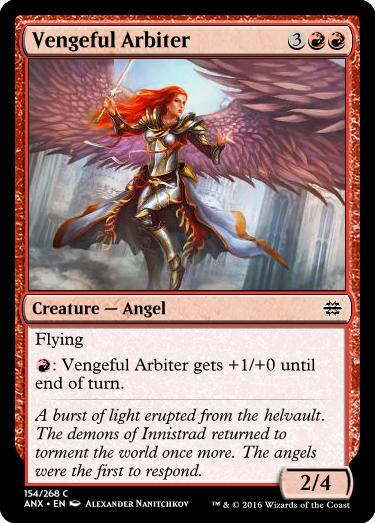 Vengeful Arbiter 3
Creature — Angel
Flying
: Vengeful Arbiter gets +1/+0 until
end of turn.
A burst of light erupted from the helvault.
The demons of Innistrad returned to
torment the world once more. The angels
were the first to respond.
2/4
154/268 C
ANX • EN Alexander Nanitchkov
™ & © 2016 Wizards of the Coast